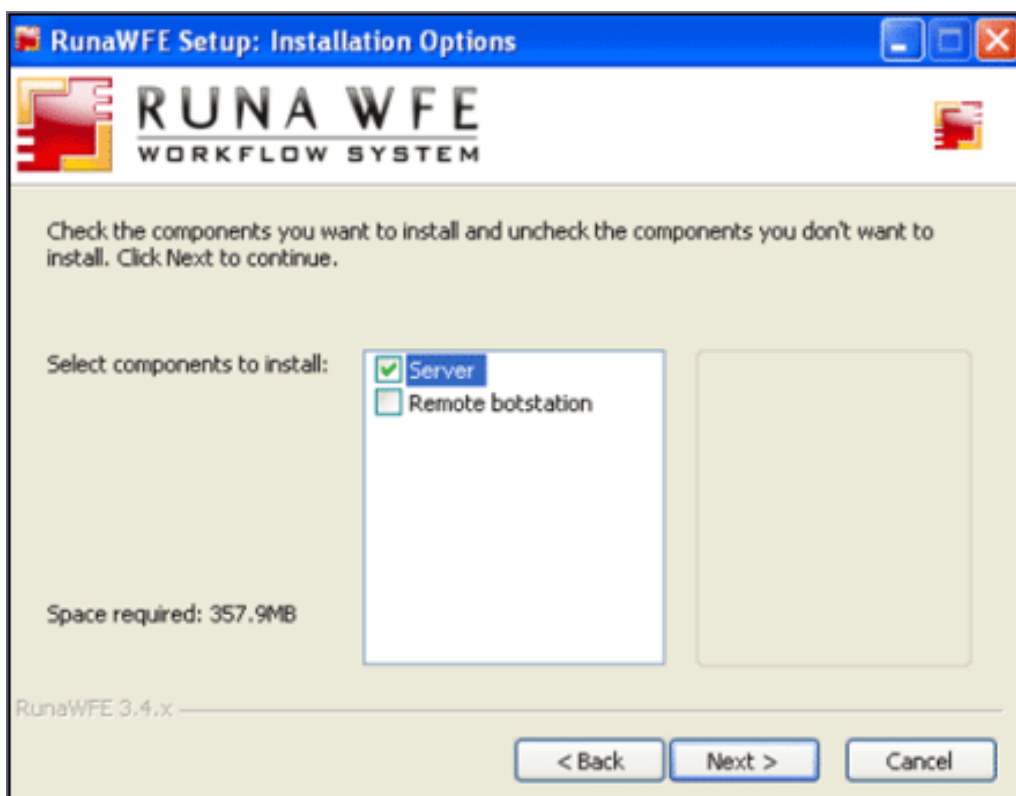 RunaWFE Setup: Installation Options
RUNA WFE
WORKFLOW SYSTEM
Check the components you want to install and uncheck the components you don't want to
install. Click Next to continue.
Select components to install:
Server
Remote botstation
Space required: 357.9MB
RunaWFE 3.4.x
< Back
Next >
Cancel